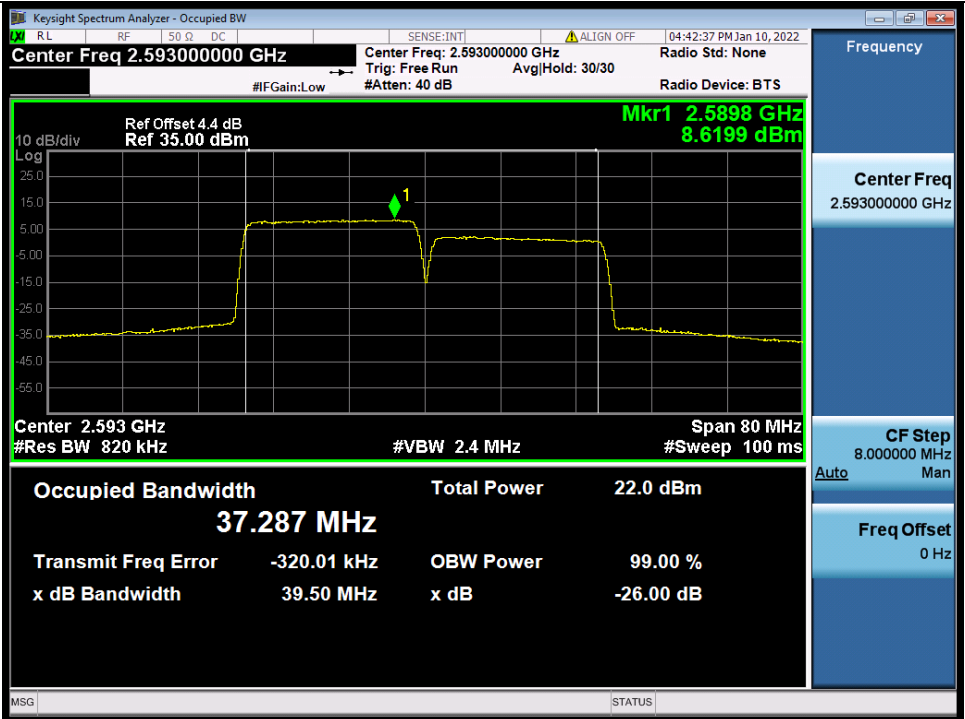 Keysight Spectrum Analyzer - Occupied BW
LXI RL RF 50 Ω DC SENSE:INT ALIGN OFF 04:42:37 PM Jan 10, 2022
Center Freq 2.593000000 GHz
Center Freq: 2.593000000 GHz
Radio Std: None
Trig: Free Run Avg|Hold: 30/30
#IFGain:Low
#Atten: 40 dB
Radio Device: BTS
Frequency
Mkr1 2.5898 GHz
8.6199 dBm
Ref Offset 4.4 dB
10 dB/div Ref 35.00 dBm
Log
25.0
15.0
5.00
-5.00
-15.0
-25.0
-35.0
-45.0
-55.0
1
Center 2.593 GHz
Span 80 MHz
#Res BW 820 kHz
#VBW 2.4 MHz
#Sweep 100 ms
Center Freq
2.593000000 GHz
CF Step
8.000000 MHz
Auto Man
Freq Offset
0 Hz
Occupied Bandwidth
Total Power 22.0 dBm
37.287 MHz
Transmit Freq Error -320.01 kHz OBW Power 99.00 %
x dB Bandwidth 39.50 MHz x dB -26.00 dB
MSG STATUS